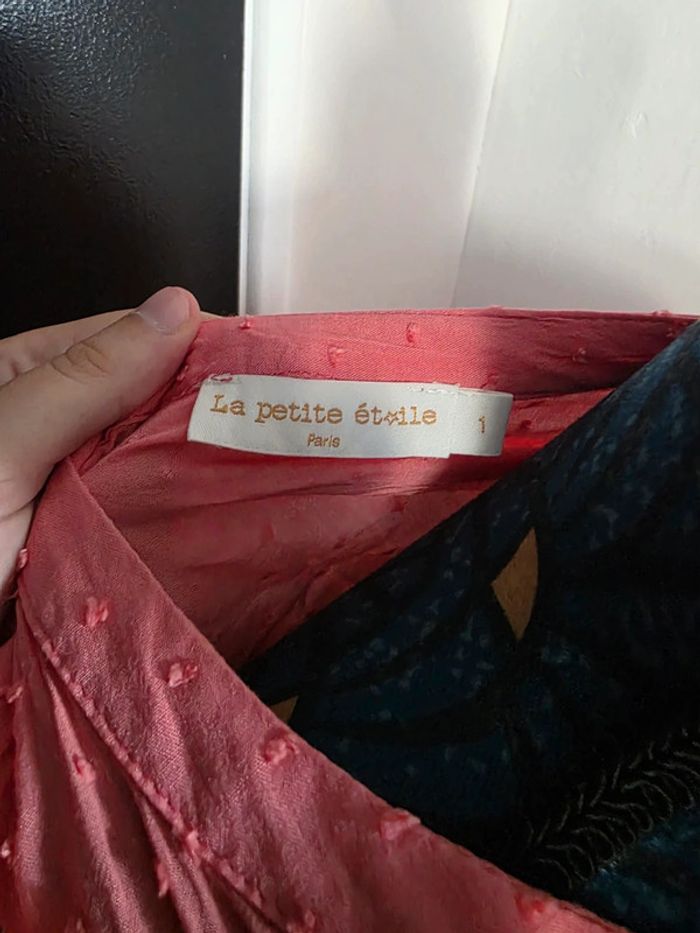 La petite étoile 1
Paris